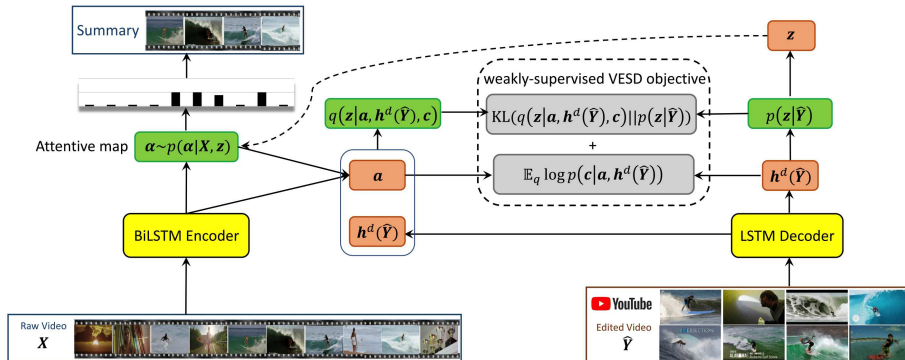 Summary
z
weakly-supervised VESD objective
q(z|a, h^d(Ŷ), c)
KL(q(z|a, h^d(Ŷ), c)||p(z|Ŷ))
p(z|Ŷ)
+
Attentive map
α~p(α|X, z)
a
𝔼_q log p(c|a, h^d(Ŷ))
h^d(Ŷ)
BiLSTM Encoder
h^d(Ŷ)
LSTM Decoder
Raw Video
X
YouTube
Edited Video
Ŷ